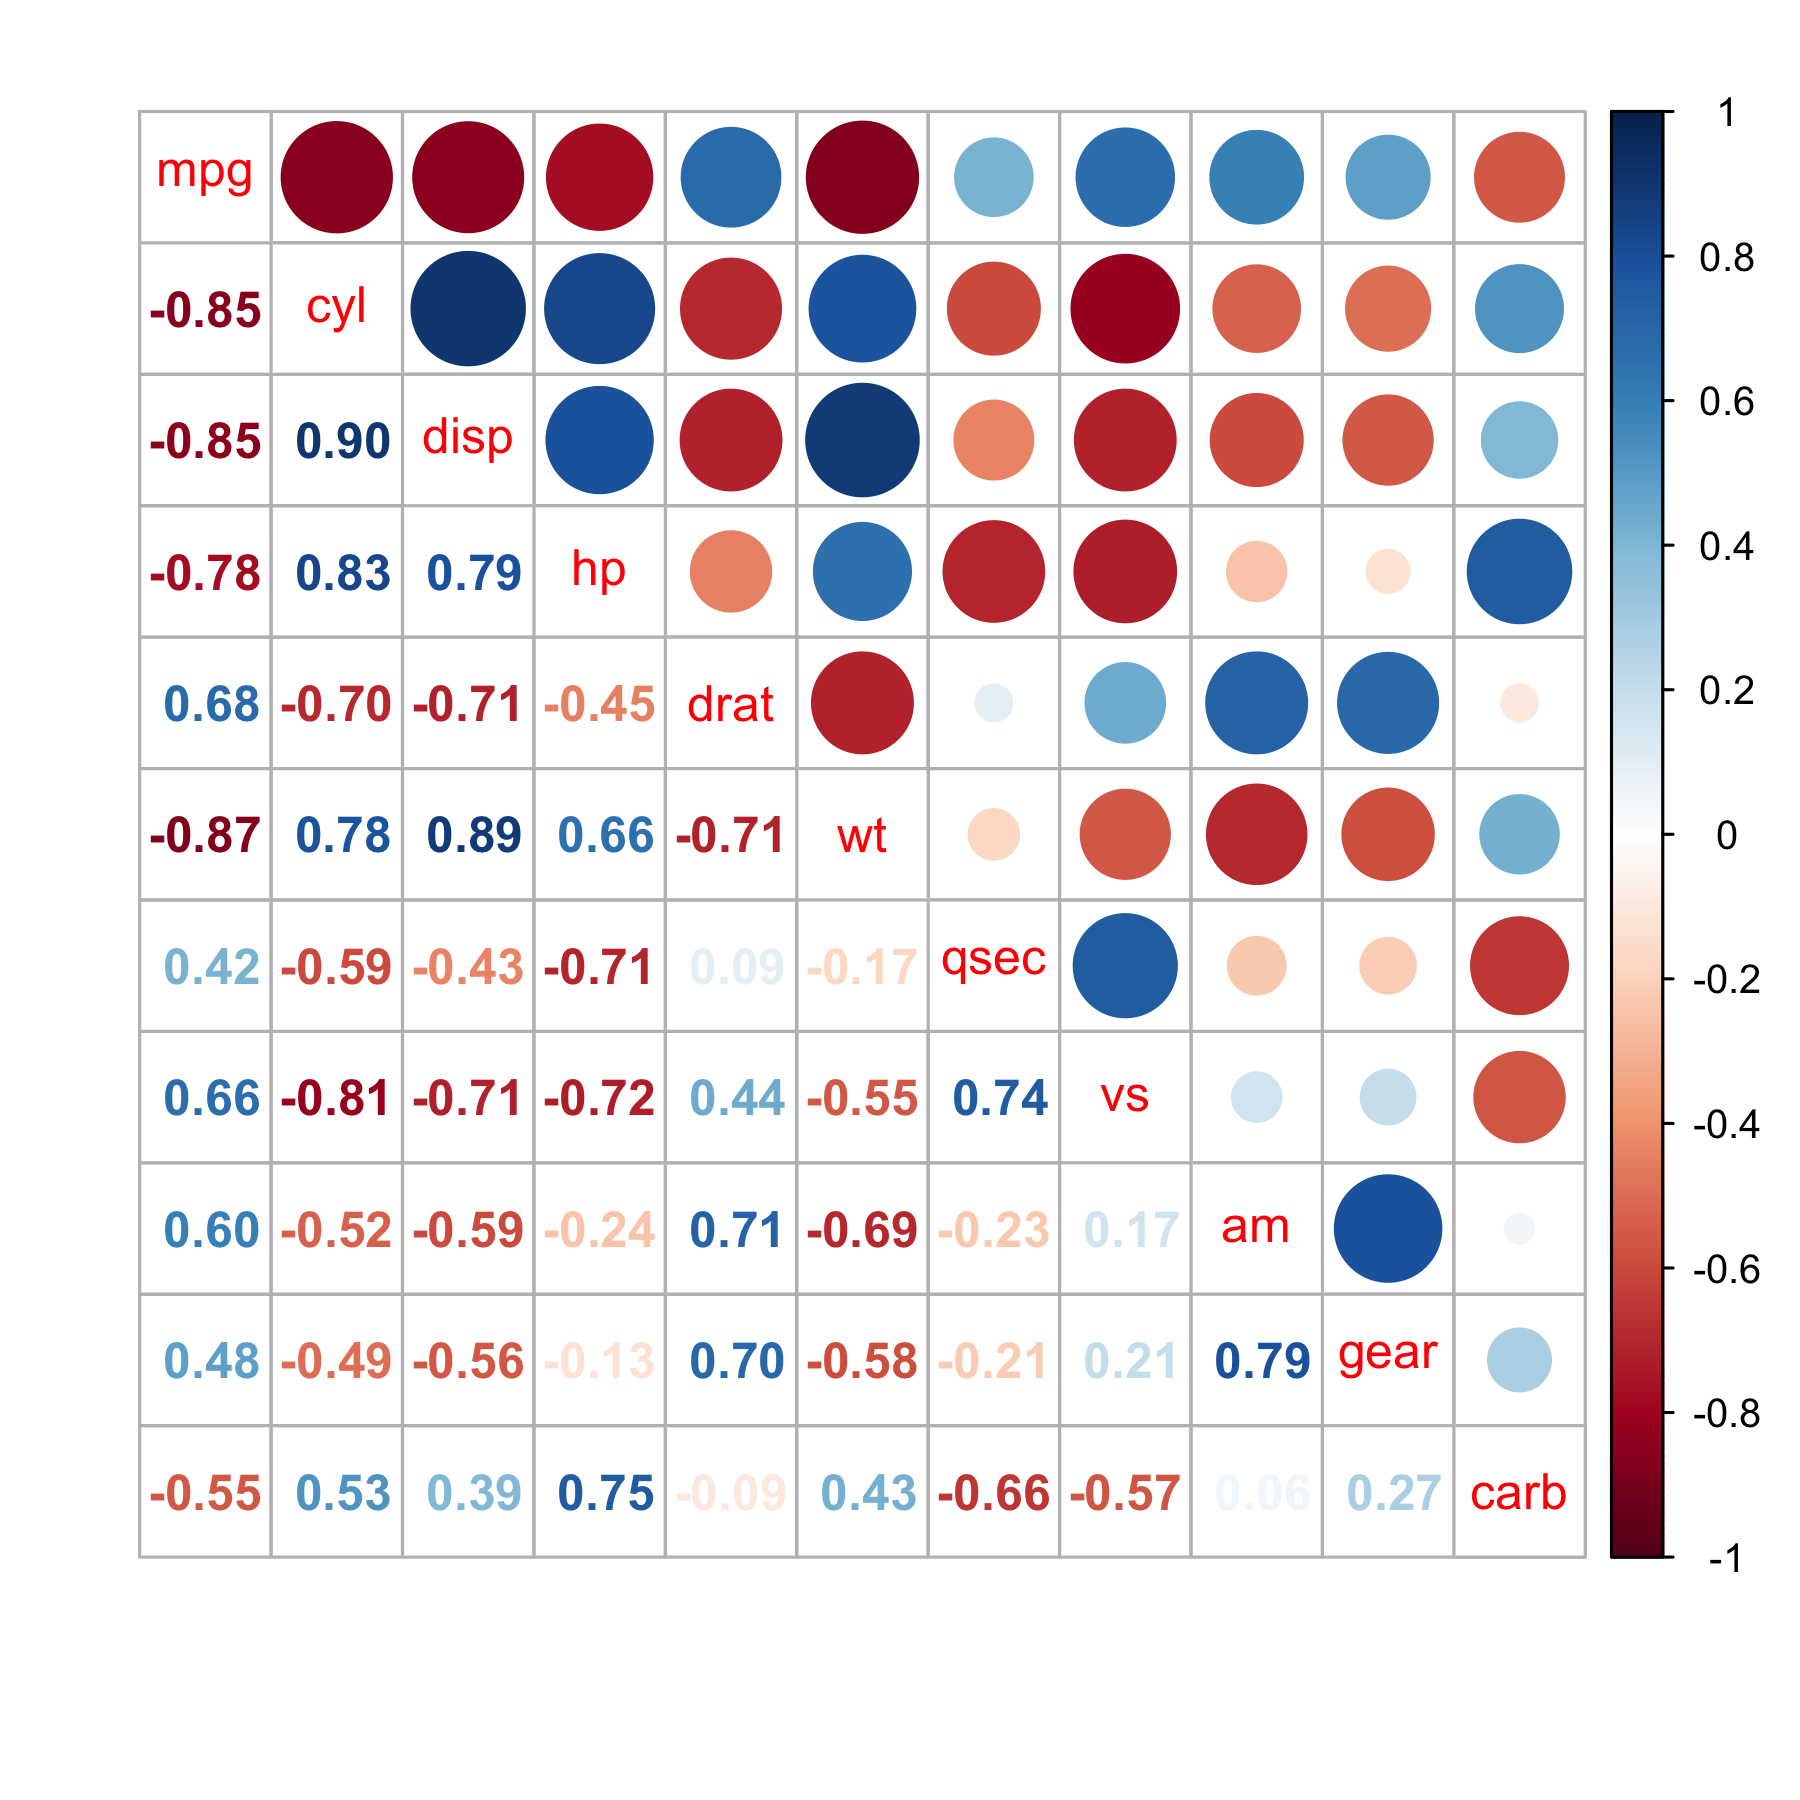 mpg
1
-0.85 cyl
0.8
-0.85 0.90 disp
0.6
-0.78 0.83 0.79 hp
0.4
0.68 -0.70 -0.71 -0.45 drat
0.2
-0.87 0.78 0.89 0.66 -0.71 wt
0
0.42 -0.59 -0.43 -0.71 0.09 -0.17 qsec
-0.2
0.66 -0.81 -0.71 -0.72 0.44 -0.55 0.74 vs
-0.4
0.60 -0.52 -0.59 -0.24 0.71 -0.69 -0.23 0.17 am
-0.6
0.48 -0.49 -0.56 -0.13 0.70 -0.58 -0.21 0.21 0.79 gear
-0.8
-0.55 0.53 0.39 0.75 -0.09 0.43 -0.66 -0.57 0.06 0.27 carb
-1